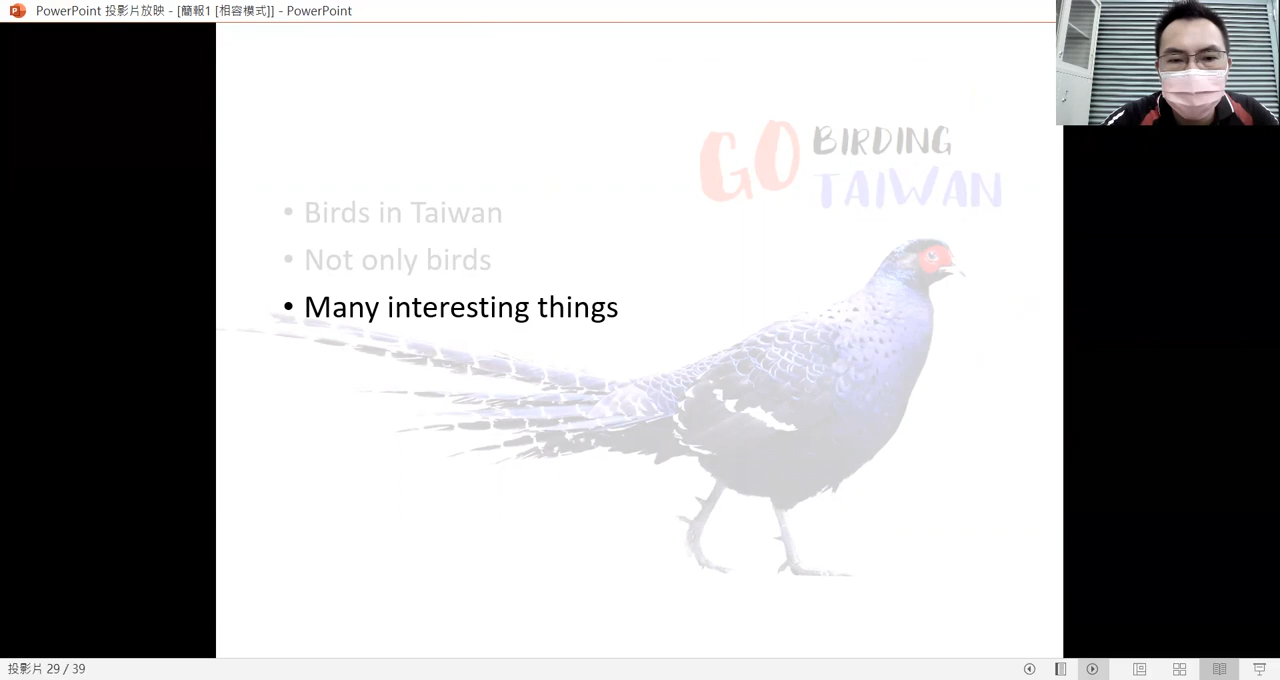 PowerPoint 投影片放映 - [簡報1 [相容模式]] - PowerPoint
GO BIRDING
TAIWAN
• Birds in Taiwan
• Not only birds
• Many interesting things
投影片 29 / 39